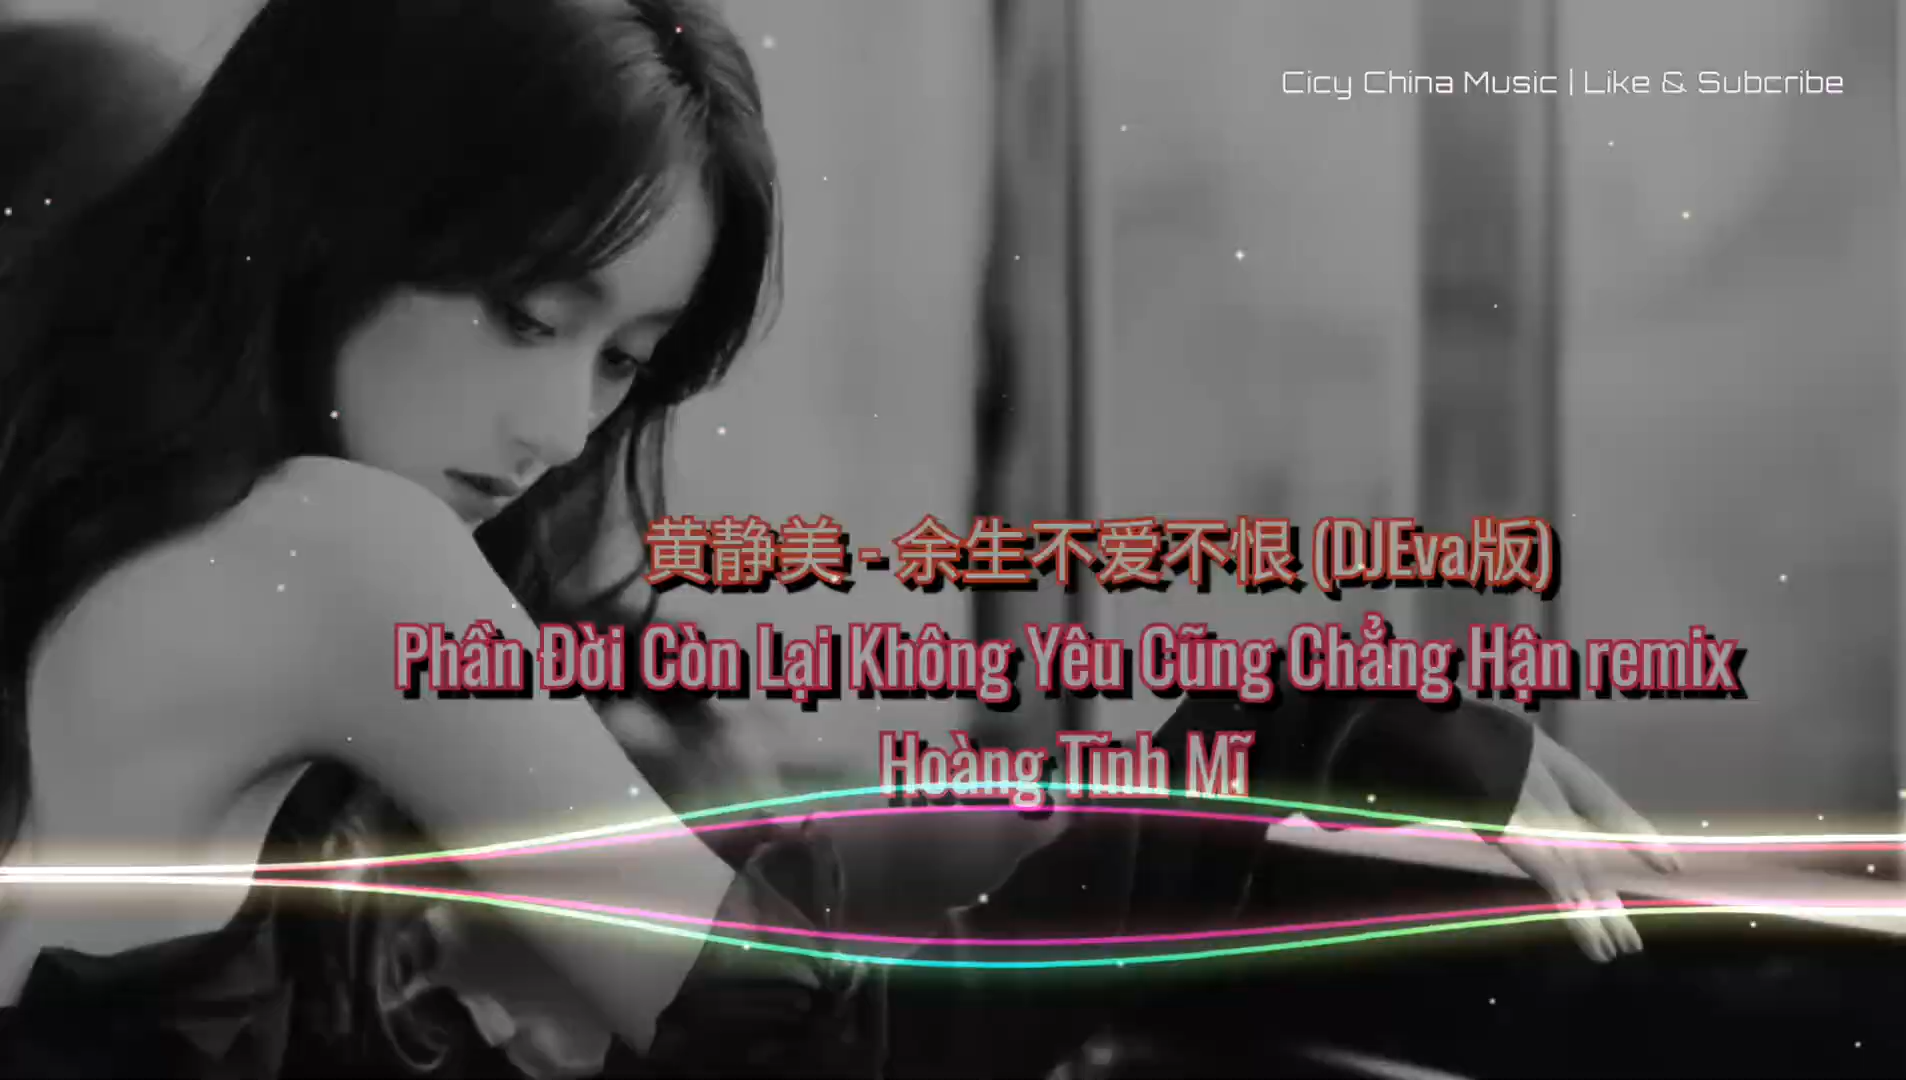 Cicy China Music | Like & Subcribe
黄静美 - 余生不爱不恨 (DJEva版)
Phần Đời Còn Lại Không Yêu Cũng Chẳng Hận remix
Hoàng Tĩnh Mĩ